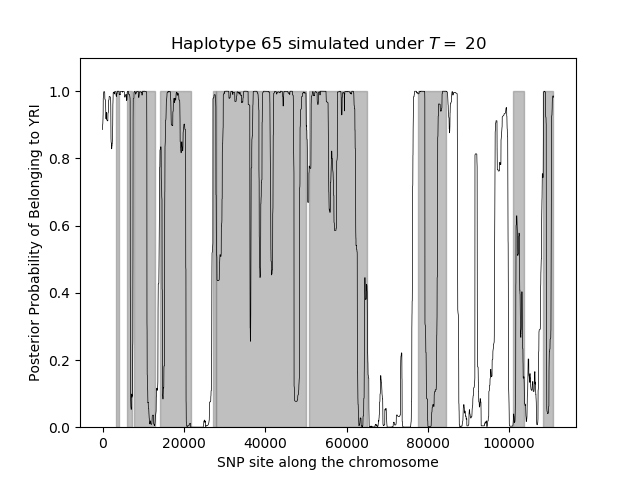 Haplotype 65 simulated under T = 20
Posterior Probability of Belonging to YRI
1.0
0.8
0.6
0.4
0.2
0.0
0 20000 40000 60000 80000 100000
SNP site along the chromosome